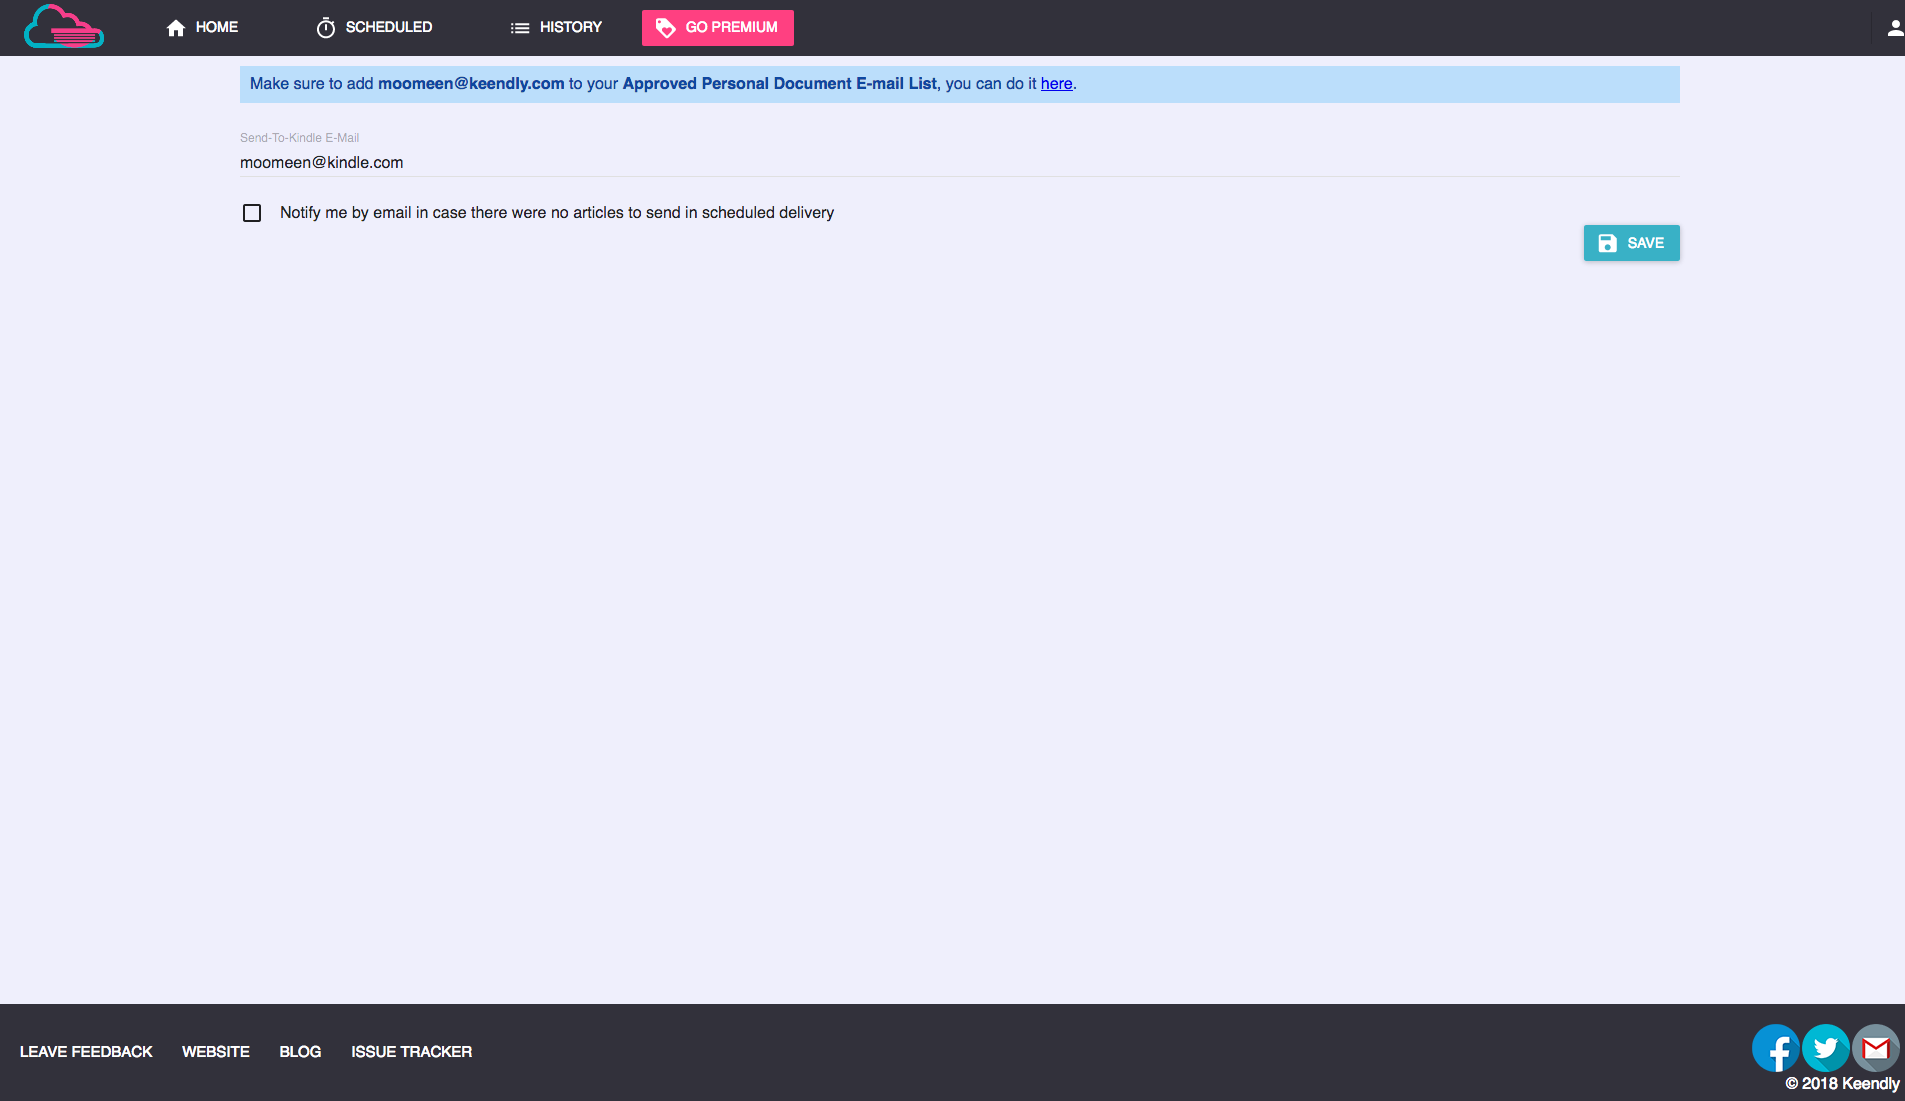 HOME
SCHEDULED
HISTORY
GO PREMIUM
Make sure to add moomeen@keendly.com to your Approved Personal Document E-mail List, you can do it here.
Send-To-Kindle E-Mail
moomeen@kindle.com
Notify me by email in case there were no articles to send in scheduled delivery
SAVE
LEAVE FEEDBACK
WEBSITE
BLOG
ISSUE TRACKER
© 2018 Keendly